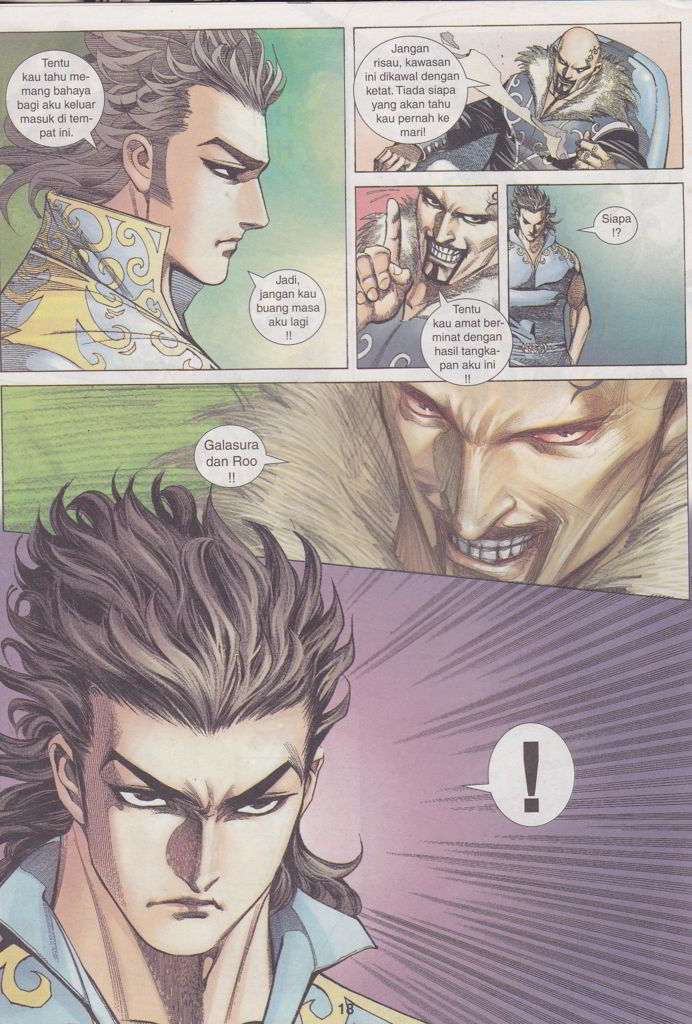 Tentu
kau tahu me-
mang bahaya
bagi aku keluar
masuk di tem-
pat ini.
Jadi,
jangan kau
buang masa
aku lagi
!!
Jangan
risau, kawasan
ini dikawal dengan
ketat. Tiada siapa
yang akan tahu
kau pernah ke
mari!
Tentu
kau amat ber-
minat dengan
hasil tangka-
pan aku ini
!!
Siapa
!?
Galasura
dan Roo
!!
!
18